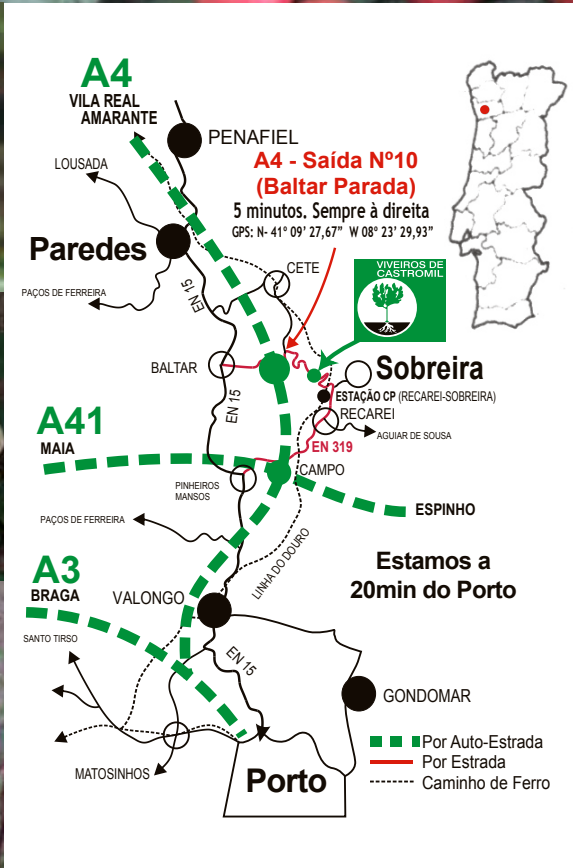 A4
VILA REAL
AMARANTE
PENAFIEL
LOUSADA
A4 - Saída Nº10
(Baltar Parada)
5 minutos. Sempre à direita
GPS: N- 41° 09' 27,67” W 08° 23' 29,93”
Paredes
CETE
VIVEIROS DE
CASTROMIL
PAÇOS DE FERREIRA
EN 15
BALTAR
Sobreira
ESTAÇÃO CP (RECAREI-SOBREIRA)
EN 15
RECAREI
A41
MAIA
AGUIAR DE SOUSA
EN 319
CAMPO
PINHEIROS
MANSOS
ESPINHO
PAÇOS DE FERREIRA
LINHA DO DOURO
Estamos a
20min do Porto
A3
BRAGA
VALONGO
SANTO TIRSO
EN 15
GONDOMAR
MATOSINHOS
Porto
Por Auto-Estrada
Por Estrada
Caminho de Ferro